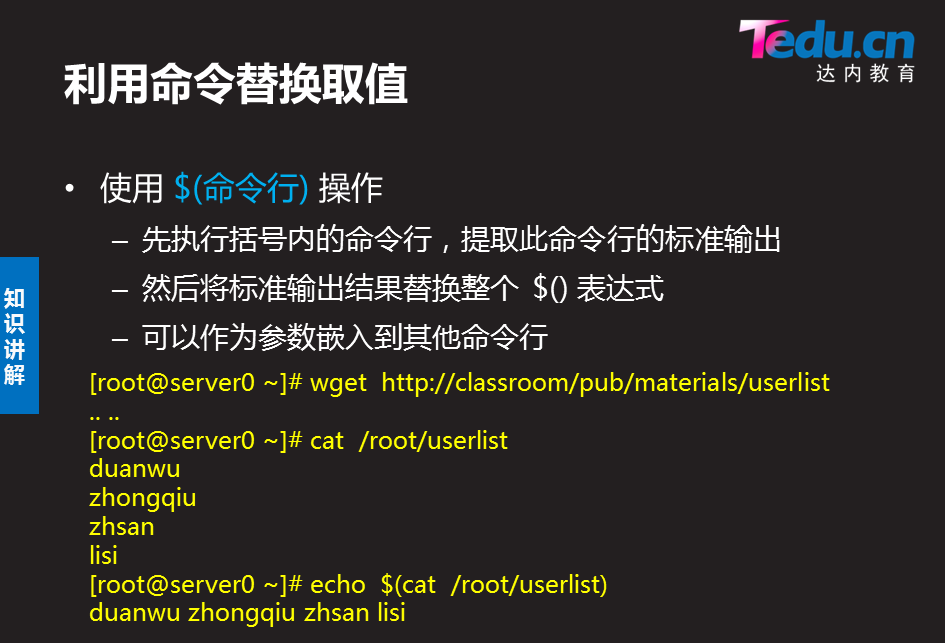 Tedu.cn
达内教育
利用命令替换取值
• 使用 $(命令行) 操作
– 先执行括号内的命令行，提取此命令行的标准输出
– 然后将标准输出结果替换整个 $() 表达式
– 可以作为参数嵌入到其他命令行
知识讲解
[root@server0 ~]# wget http://classroom/pub/materials/userlist
.. ..
[root@server0 ~]# cat /root/userlist
duanwu
zhongqiu
zhsan
lisi
[root@server0 ~]# echo $(cat /root/userlist)
duanwu zhongqiu zhsan lisi